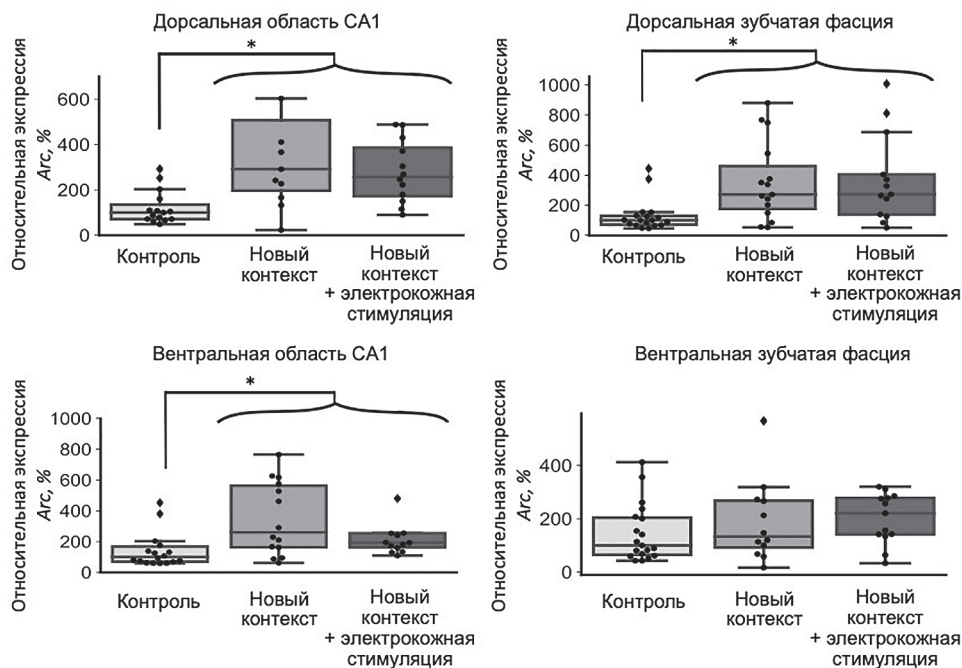 Дорсальная область CA1
*
Относительная экспрессия
Arc, %
600
400
200
0
Контроль
Новый
контекст
Новый
контекст
+ электрокожная
стимуляция
Дорсальная зубчатая фасция
*
Относительная экспрессия
Arc, %
1000
800
600
400
200
0
Контроль
Новый
контекст
Новый
контекст
+ электрокожная
стимуляция
Вентральная область CA1
*
Относительная экспрессия
Arc, %
1000
800
600
400
200
0
Контроль
Новый
контекст
Новый
контекст
+ электрокожная
стимуляция
Вентральная зубчатая фасция
Относительная экспрессия
Arc, %
400
200
0
Контроль
Новый
контекст
Новый
контекст
+ электрокожная
стимуляция